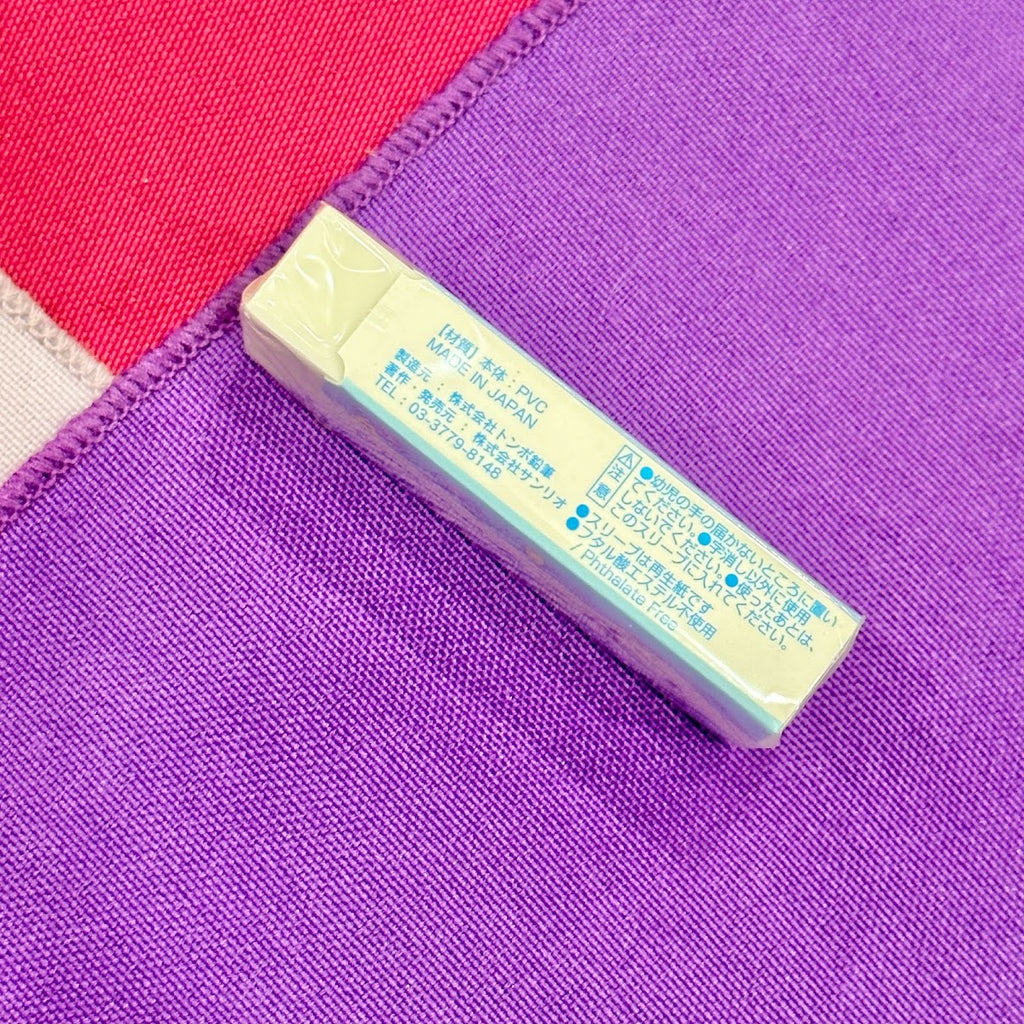 【材質】本体：PVC
MADE IN JAPAN
製造元：株式会社トンボ鉛筆
著作・発売元：株式会社サンリオ
TEL：03-3779-8148
⚠注意
●幼児の手の届かないところに置い
てください。●字消し以外に使用
しないでください。●使ったあとは、
このスリーブに入れてください。
●スリーブは再生紙です
●フタル酸エステル不使用
/Phthalate Free